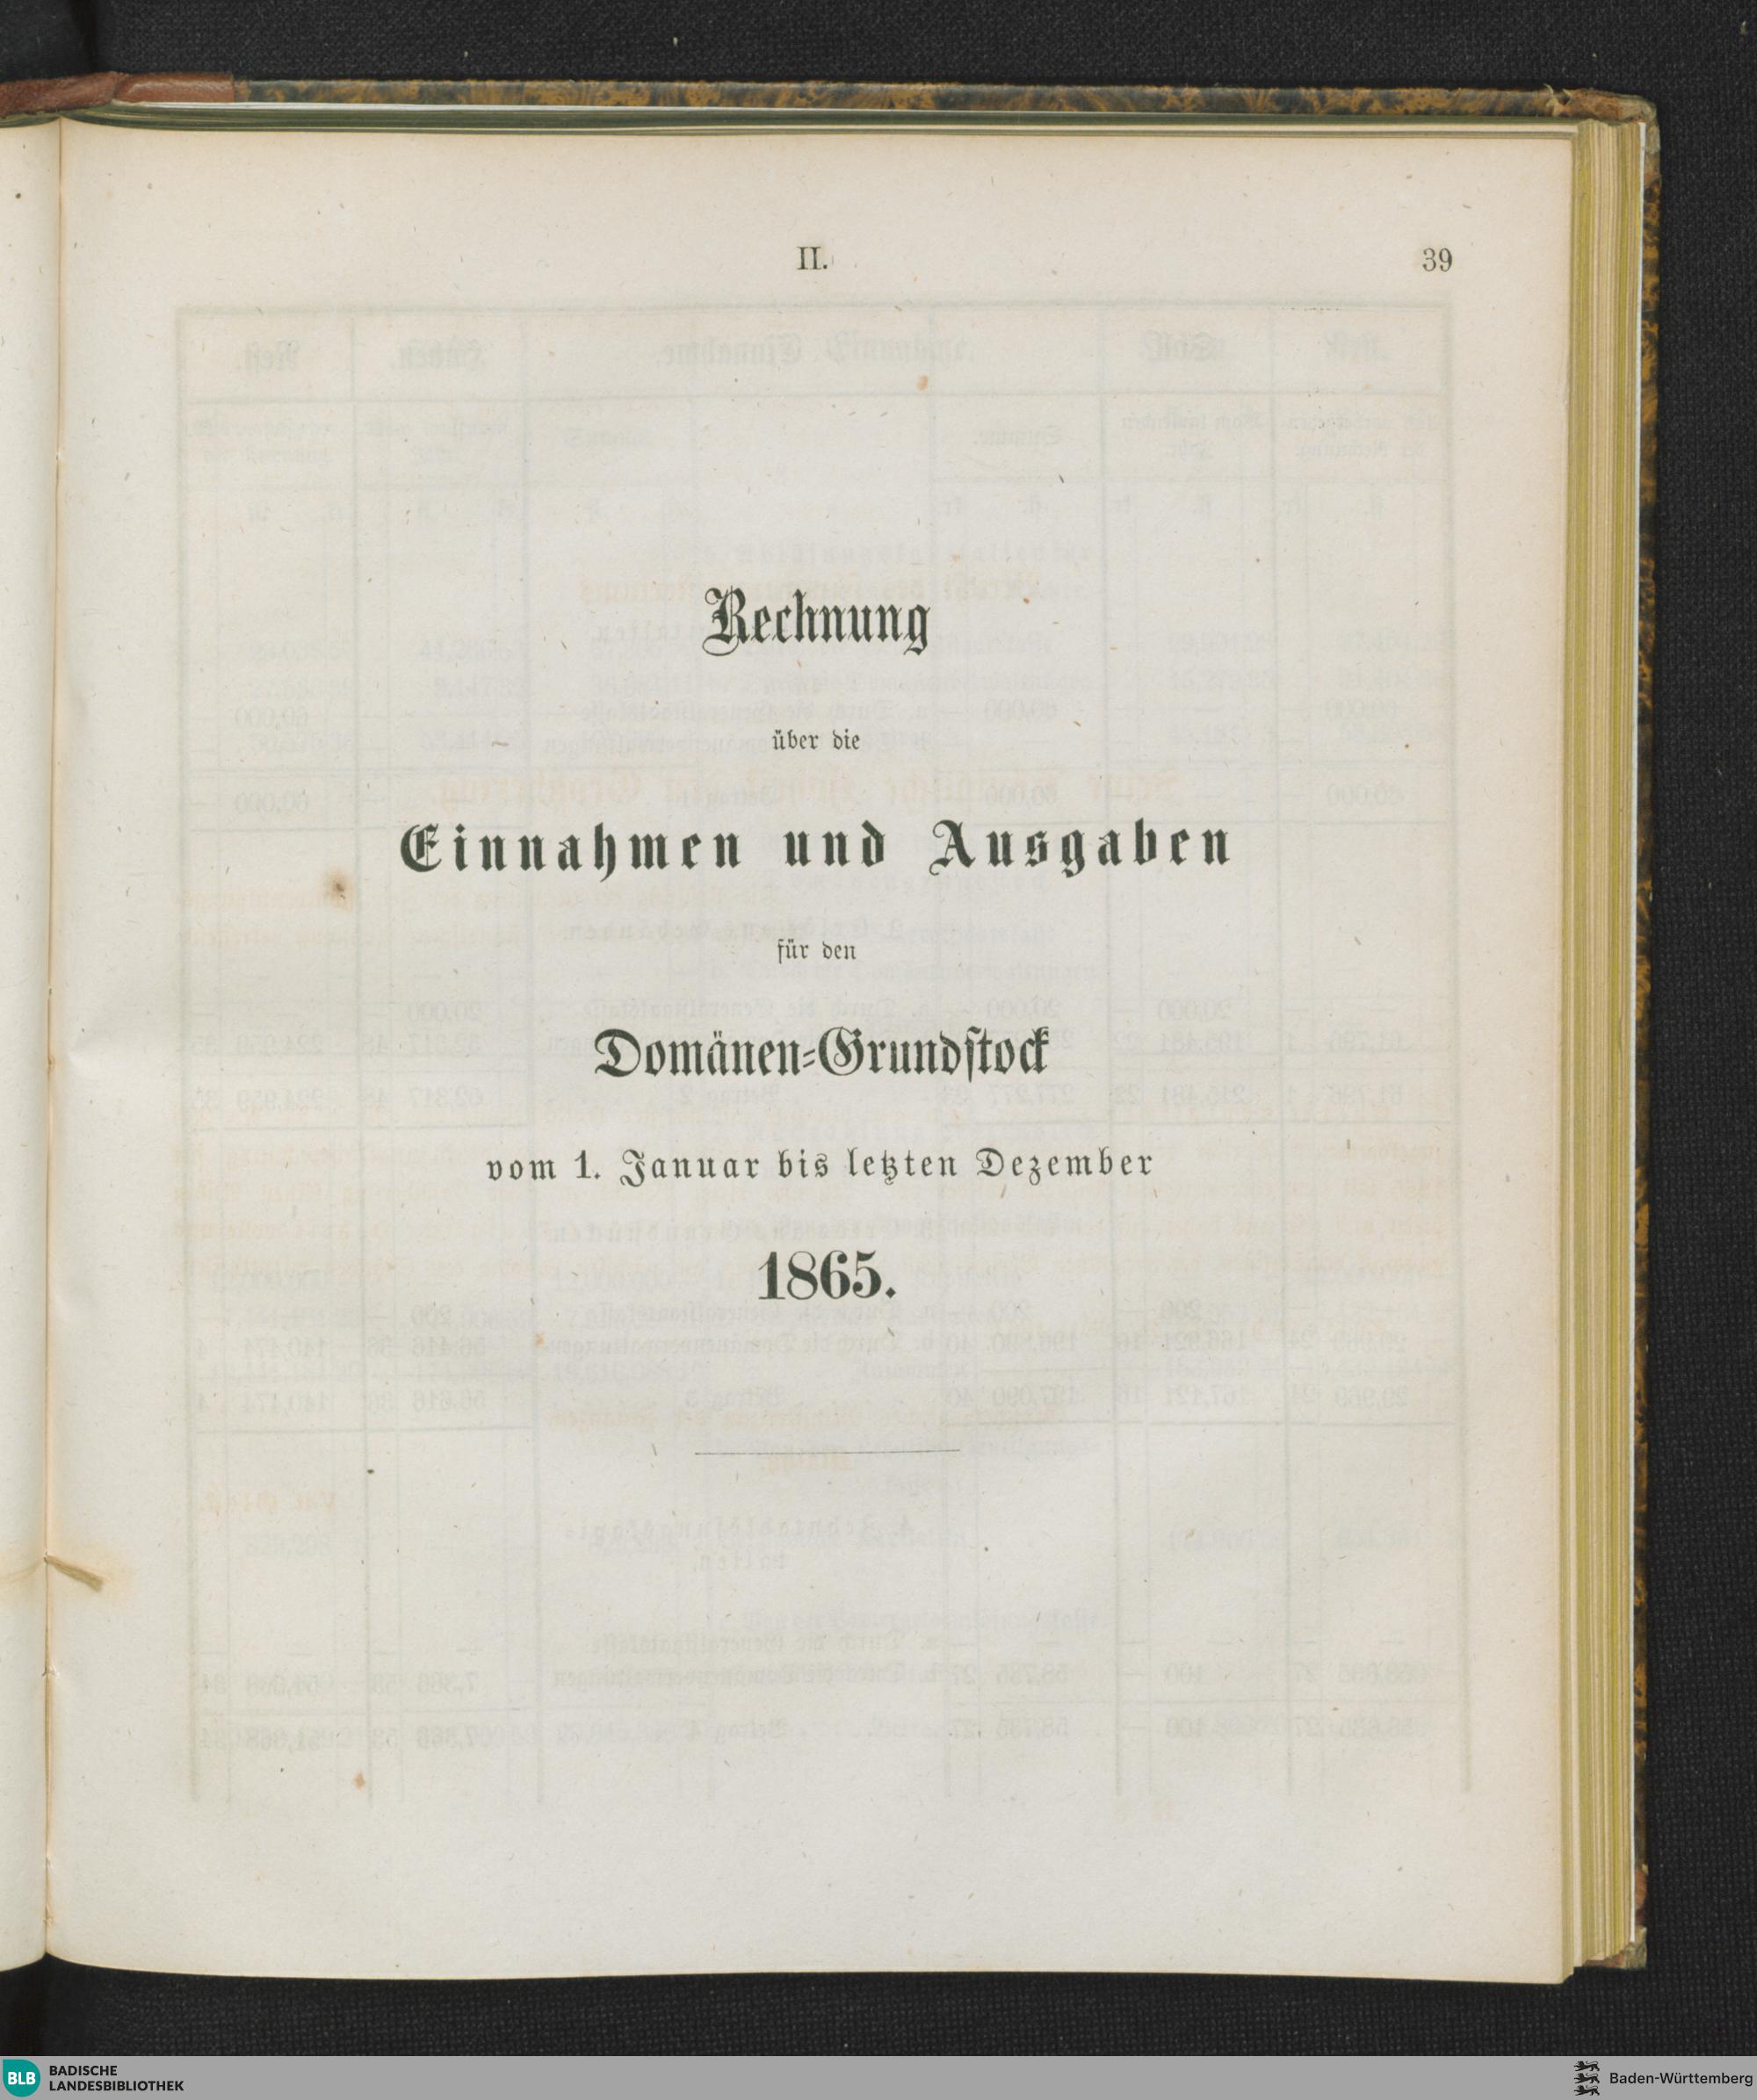 II.
39
Rechnung
über die
Einnahmen und Ausgaben
für den
Domänen=Grundſtock
vom 1. Januar bis letzten Dezember
1865.
BLB BADISCHE
LANDESBIBLIOTHEK
Baden-Württemberg